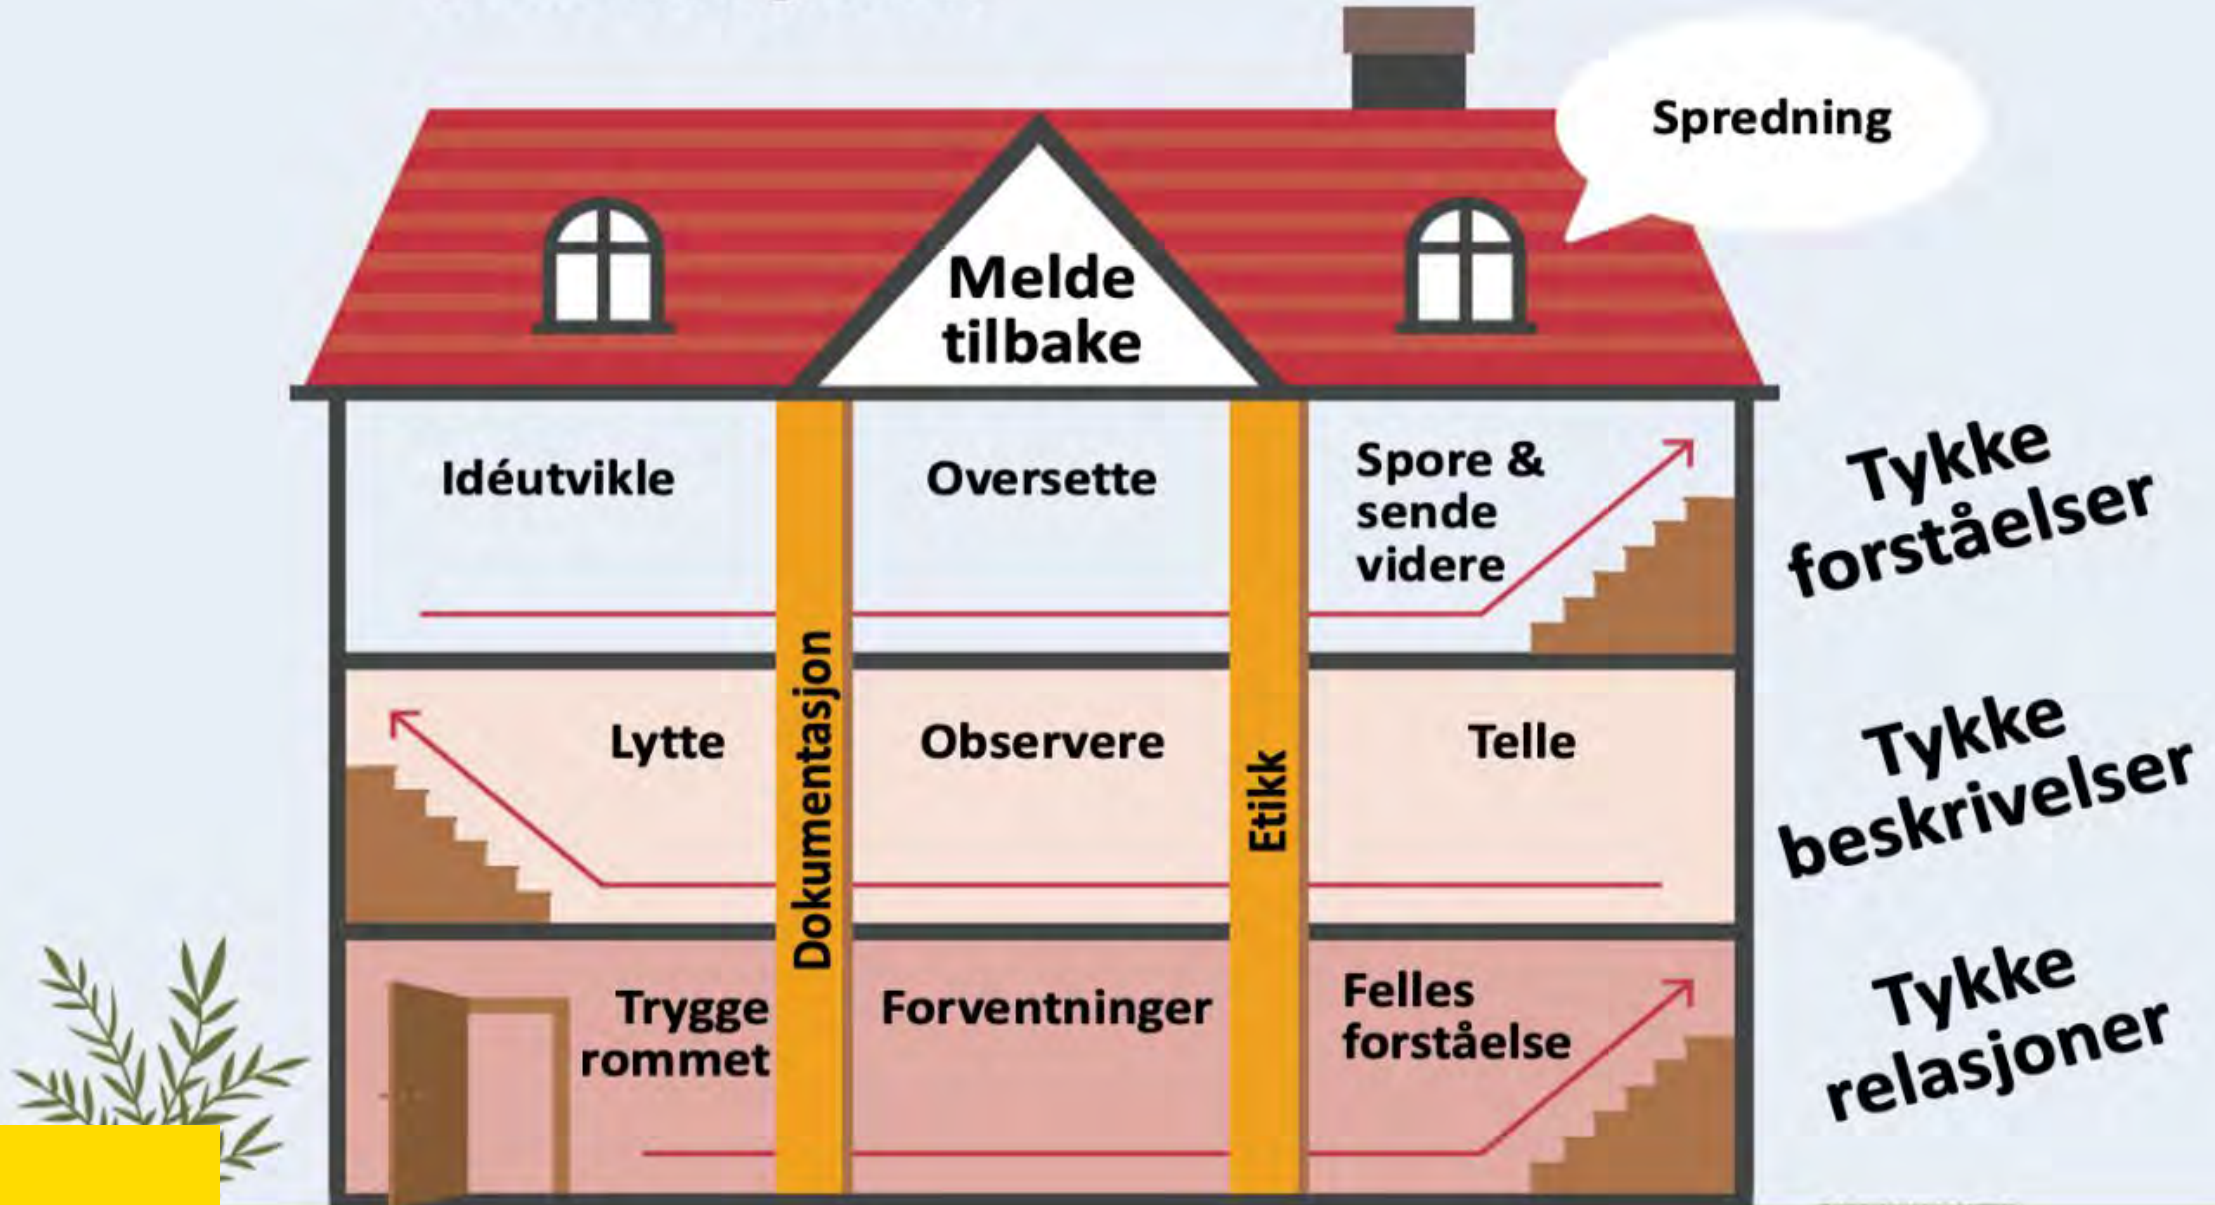 Spredning
Melde
tilbake
Idéutvikle
Oversette
Spore &
sende
videre
Tykke
forståelser
Dokumentasjon
Etikk
Lytte
Observere
Telle
Tykke
beskrivelser
Trygge
rommet
Forventninger
Felles
forståelse
Tykke
relasjoner